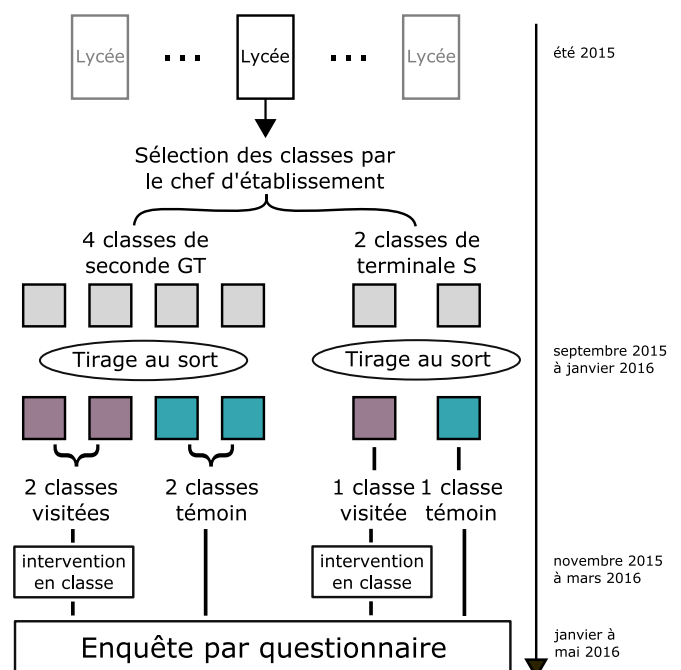 Lycée ... Lycée ... Lycée
été 2015
Sélection des classes par
le chef d'établissement
4 classes de
seconde GT
2 classes de
terminale S
Tirage au sort
Tirage au sort
septembre 2015
à janvier 2016
2 classes
visitées
2 classes
témoin
1 classe
visitée
1 classe
témoin
intervention
en classe
intervention
en classe
novembre 2015
à mars 2016
Enquête par questionnaire
janvier à
mai 2016